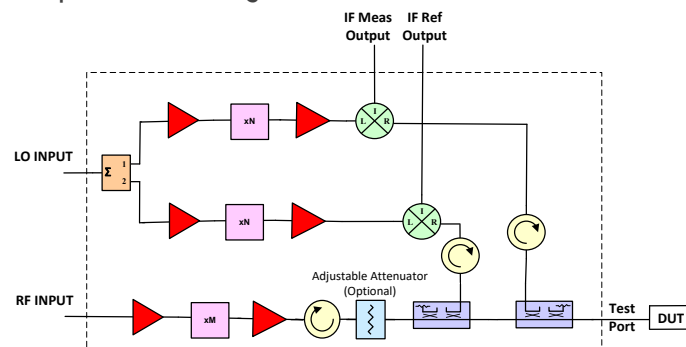 IF Meas Output
IF Ref Output
L I R
xN
LO INPUT
Σ 1 2
xN
L I R
Adjustable Attenuator
(Optional)
RF INPUT
xM
Test Port
DUT